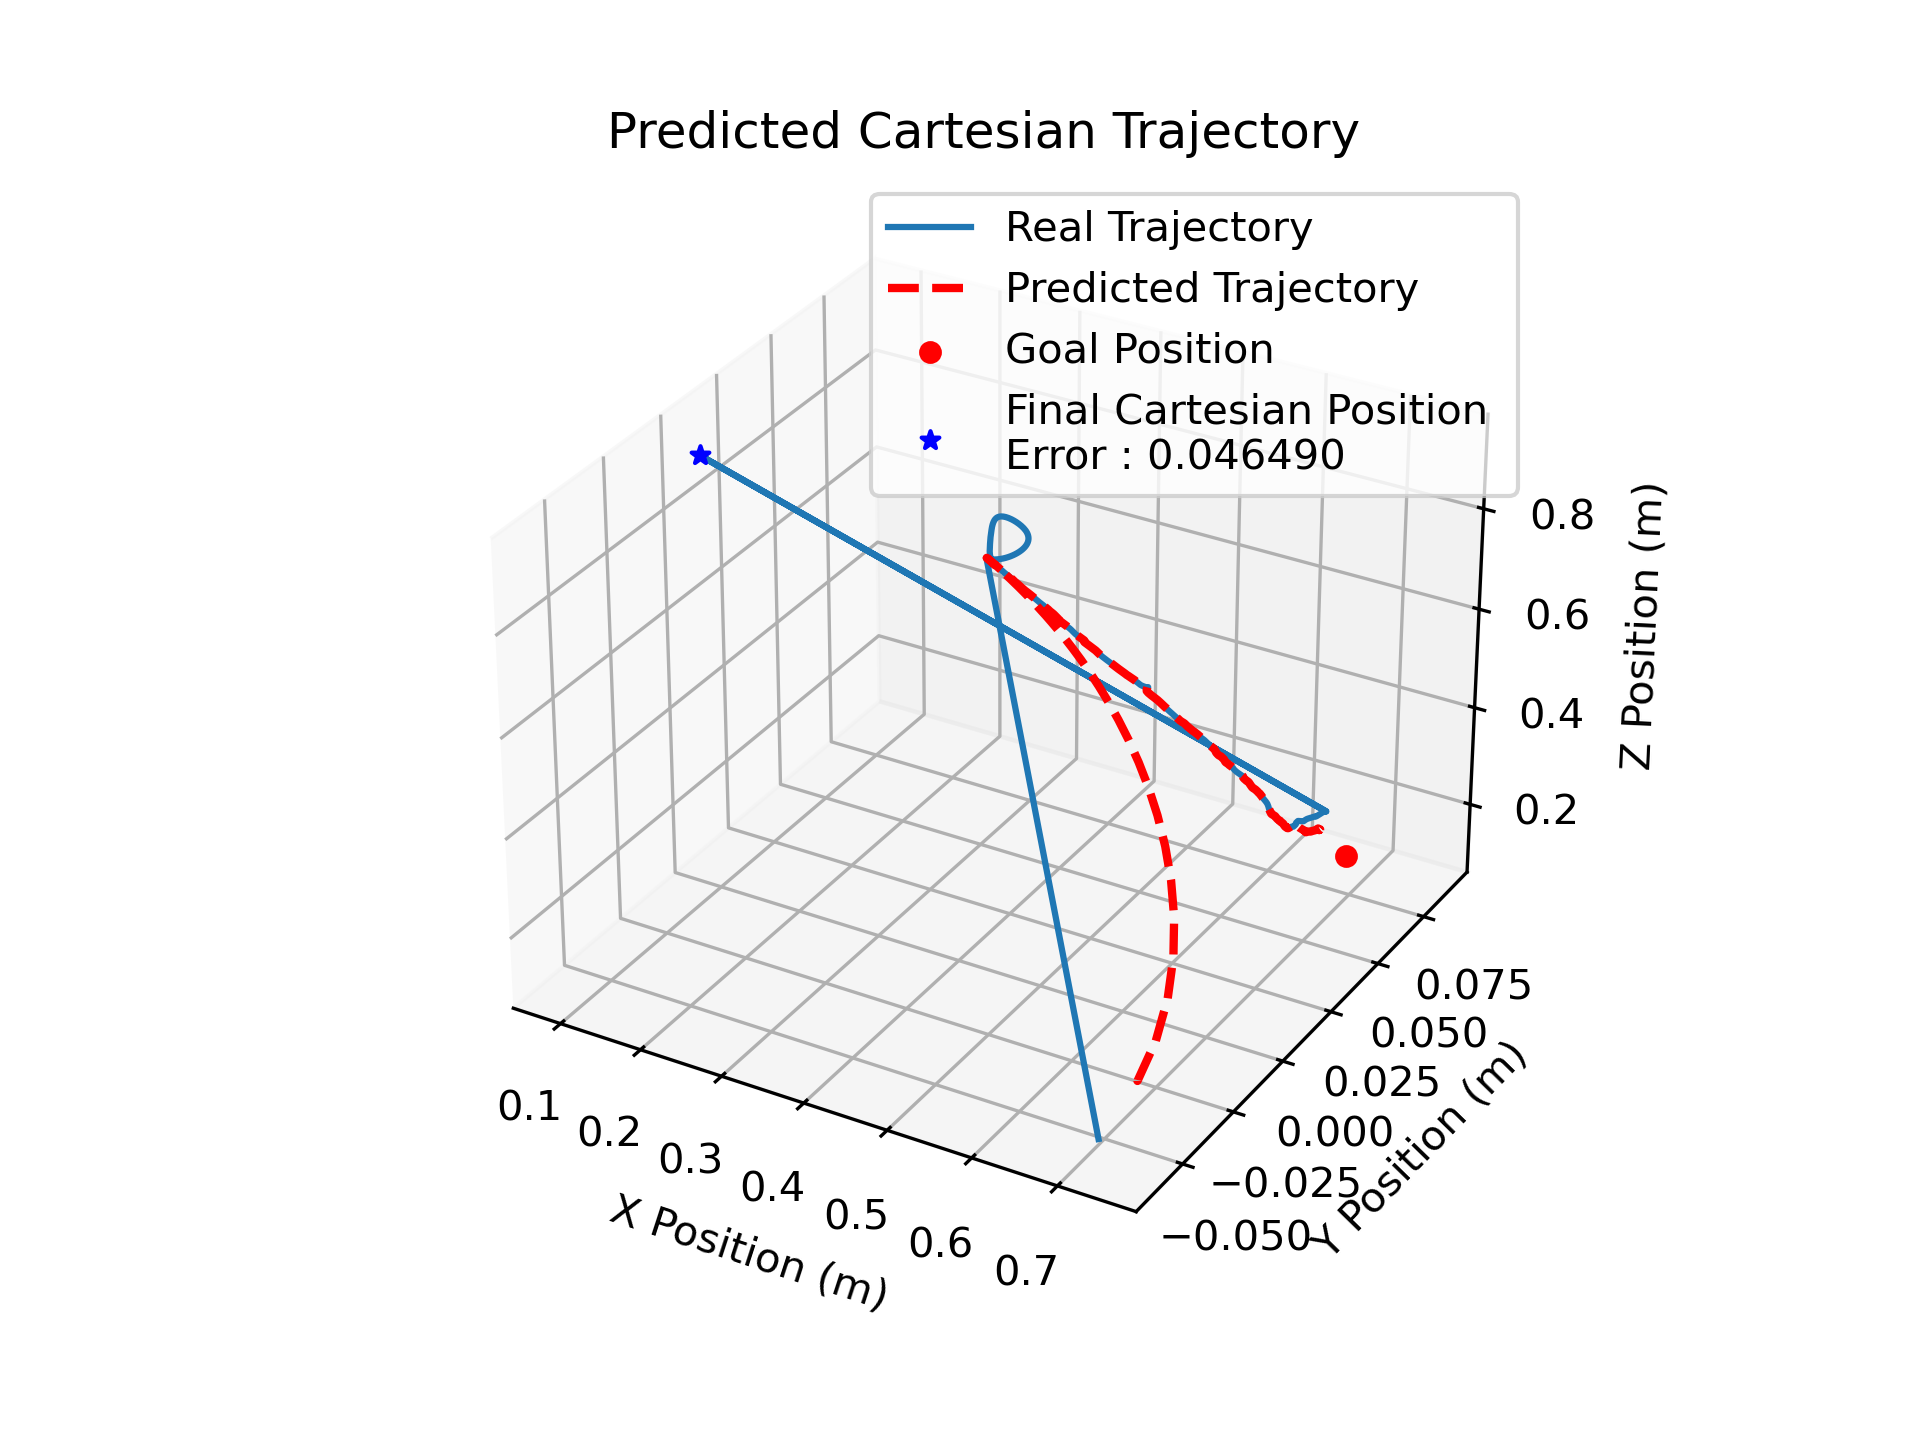 Predicted Cartesian Trajectory
Real Trajectory
Predicted Trajectory
Goal Position
Final Cartesian Position
Error : 0.046490
0.8
0.6
0.4
0.2
Z Position (m)
0.075
0.050
0.025
0.000
−0.025
−0.050
Y Position (m)
0.1
0.2
0.3
0.4
0.5
0.6
0.7
X Position (m)